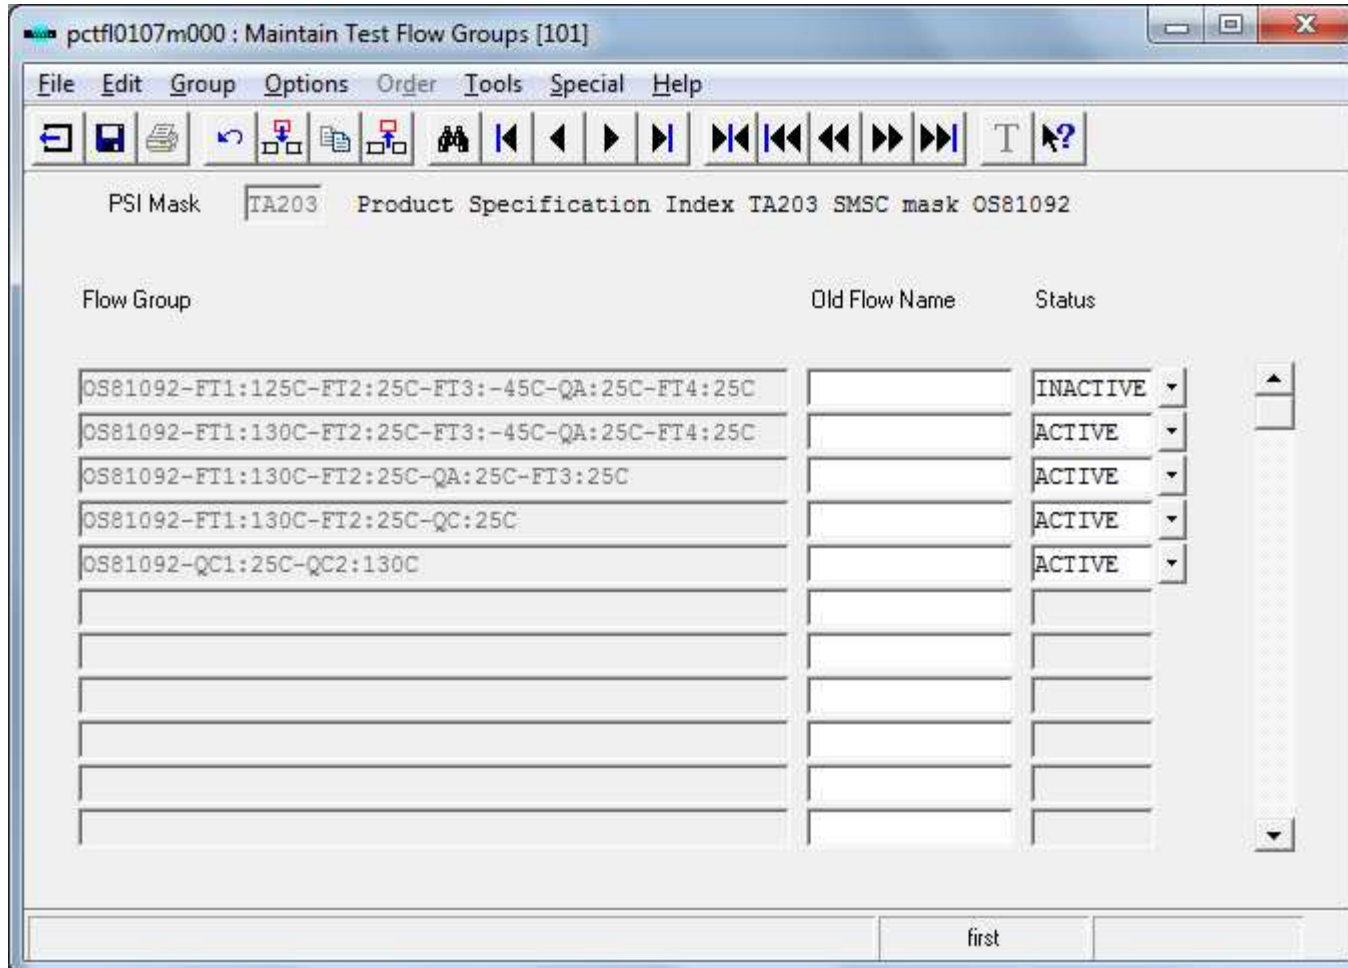 pctfl0107m000 : Maintain Test Flow Groups [101]
File Edit Group Options Order Tools Special Help
T ?
PSI Mask TA203 Product Specification Index TA203 SMSC mask OS81092
Flow Group Old Flow Name Status
OS81092-FT1:125C-FT2:25C-FT3:-45C-QA:25C-FT4:25C INACTIVE
OS81092-FT1:130C-FT2:25C-FT3:-45C-QA:25C-FT4:25C ACTIVE
OS81092-FT1:130C-FT2:25C-QA:25C-FT3:25C ACTIVE
OS81092-FT1:130C-FT2:25C-QC:25C ACTIVE
OS81092-QC1:25C-QC2:130C ACTIVE
first